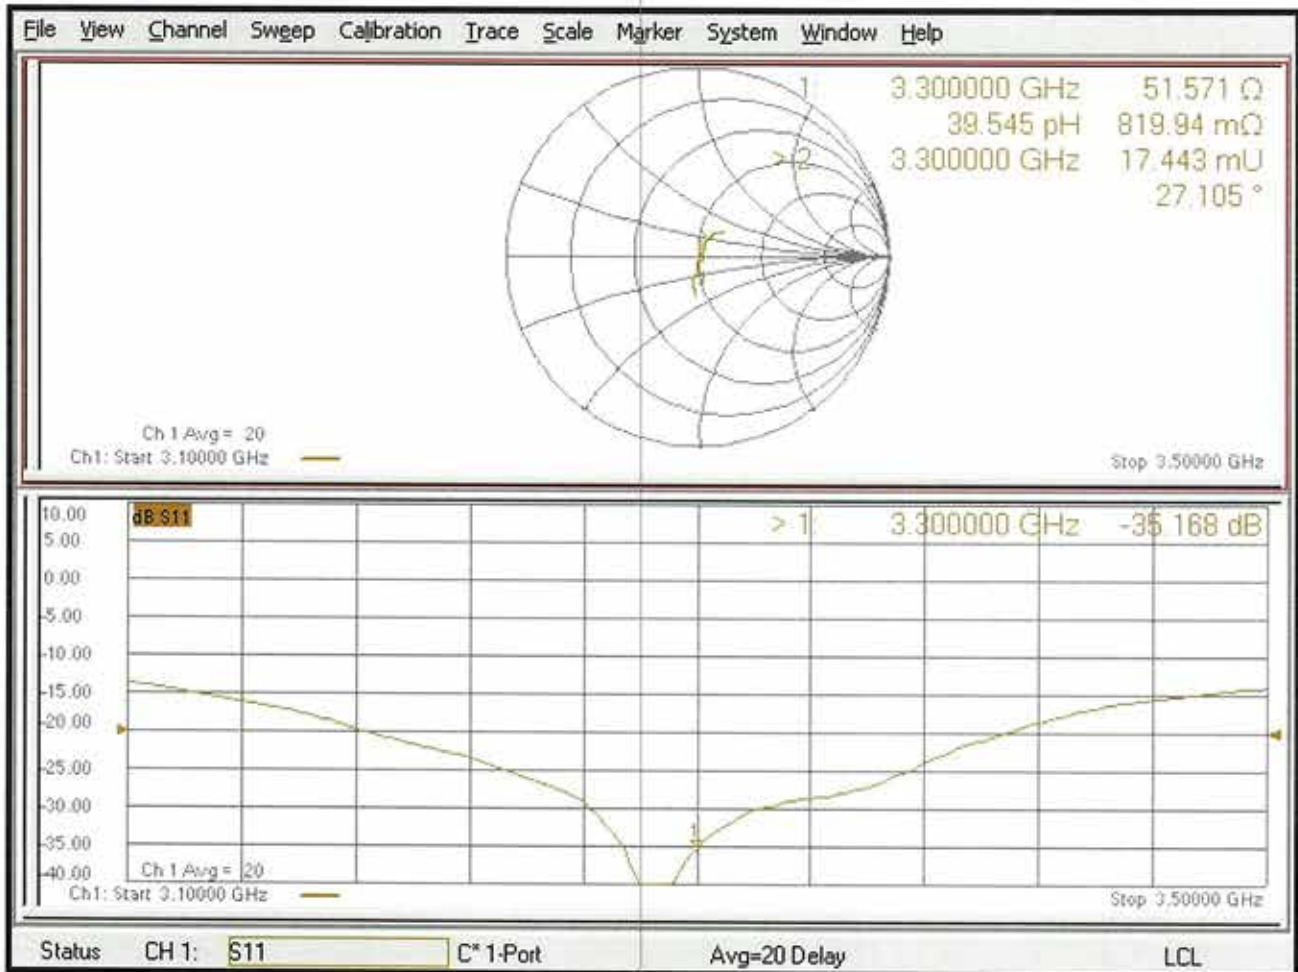 File View Channel Sweep Calibration Trace Scale Marker System Window Help
1: 3.300000 GHz 51.571 Ω
39.545 pH 819.94 mΩ
> 2 3.300000 GHz 17.443 mU
27.105 °
Ch 1 Avg = 20
Ch1: Start 3.10000 GHz Stop 3.50000 GHz
10.00 dB S11 > 1: 3.300000 GHz -35.168 dB
5.00
0.00
-5.00
-10.00
-15.00
-20.00
-25.00
-30.00
1
-35.00
-40.00 Ch 1 Avg = 20
Ch1: Start 3.10000 GHz Stop 3.50000 GHz
Status CH 1: S11 C* 1-Port Avg=20 Delay LCL